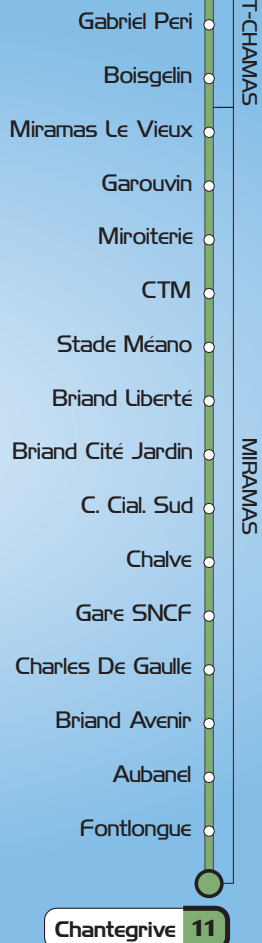 Gabriel Peri
Boisgelin
T-CHAMAS
Miramas Le Vieux
Garouvin
Miroiterie
CTM
Stade Méano
Briand Liberté
Briand Cité Jardin
MIRAMAS
C. Cial. Sud
Chalve
Gare SNCF
Charles De Gaulle
Briand Avenir
Aubanel
Fontlongue
Chantegrive 11